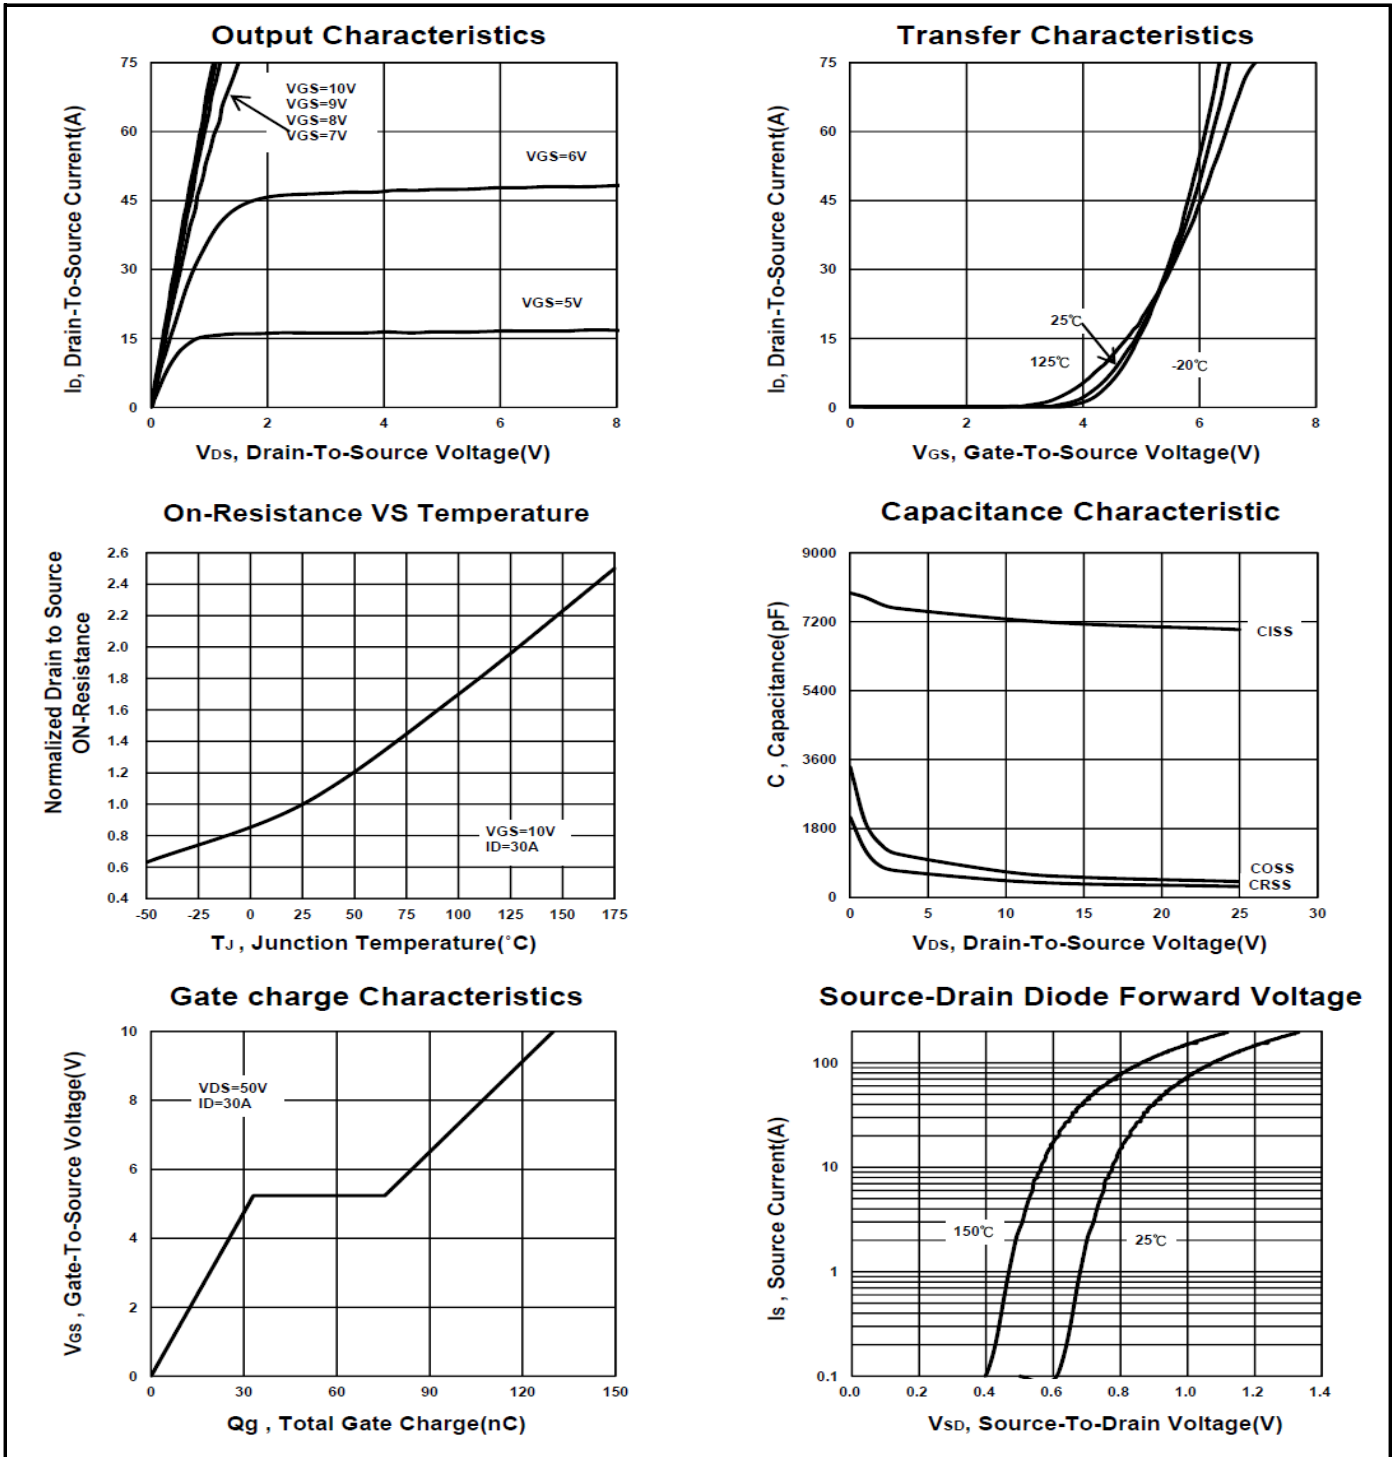 Output Characteristics
75
60
45
30
15
0
0
2
4
6
8
VGS=10V
VGS=9V
VGS=8V
VGS=7V
VGS=6V
VGS=5V
ID, Drain-To-Source Current(A)
VDS, Drain-To-Source Voltage(V)
Transfer Characteristics
75
60
45
30
15
0
0
2
4
6
8
25℃
125℃
-20℃
ID, Drain-To-Source Current(A)
VGS, Gate-To-Source Voltage(V)
On-Resistance VS Temperature
2.6
2.4
2.2
2.0
1.8
1.6
1.4
1.2
1.0
0.8
0.6
0.4
-50
-25
0
25
50
75
100
125
150
175
VGS=10V
ID=30A
Normalized Drain to Source
ON-Resistance
TJ , Junction Temperature(˚C)
Capacitance Characteristic
9000
7200
5400
3600
1800
0
0
5
10
15
20
25
30
CISS
COSS
CRSS
C , Capacitance(pF)
VDS, Drain-To-Source Voltage(V)
Gate charge Characteristics
10
8
6
4
2
0
0
30
60
90
120
150
VDS=50V
ID=30A
VGS , Gate-To-Source Voltage(V)
Qg , Total Gate Charge(nC)
Source-Drain Diode Forward Voltage
100
10
1
0.1
0.0
0.2
0.4
0.6
0.8
1.0
1.2
1.4
150℃
25℃
IS , Source Current(A)
VSD, Source-To-Drain Voltage(V)